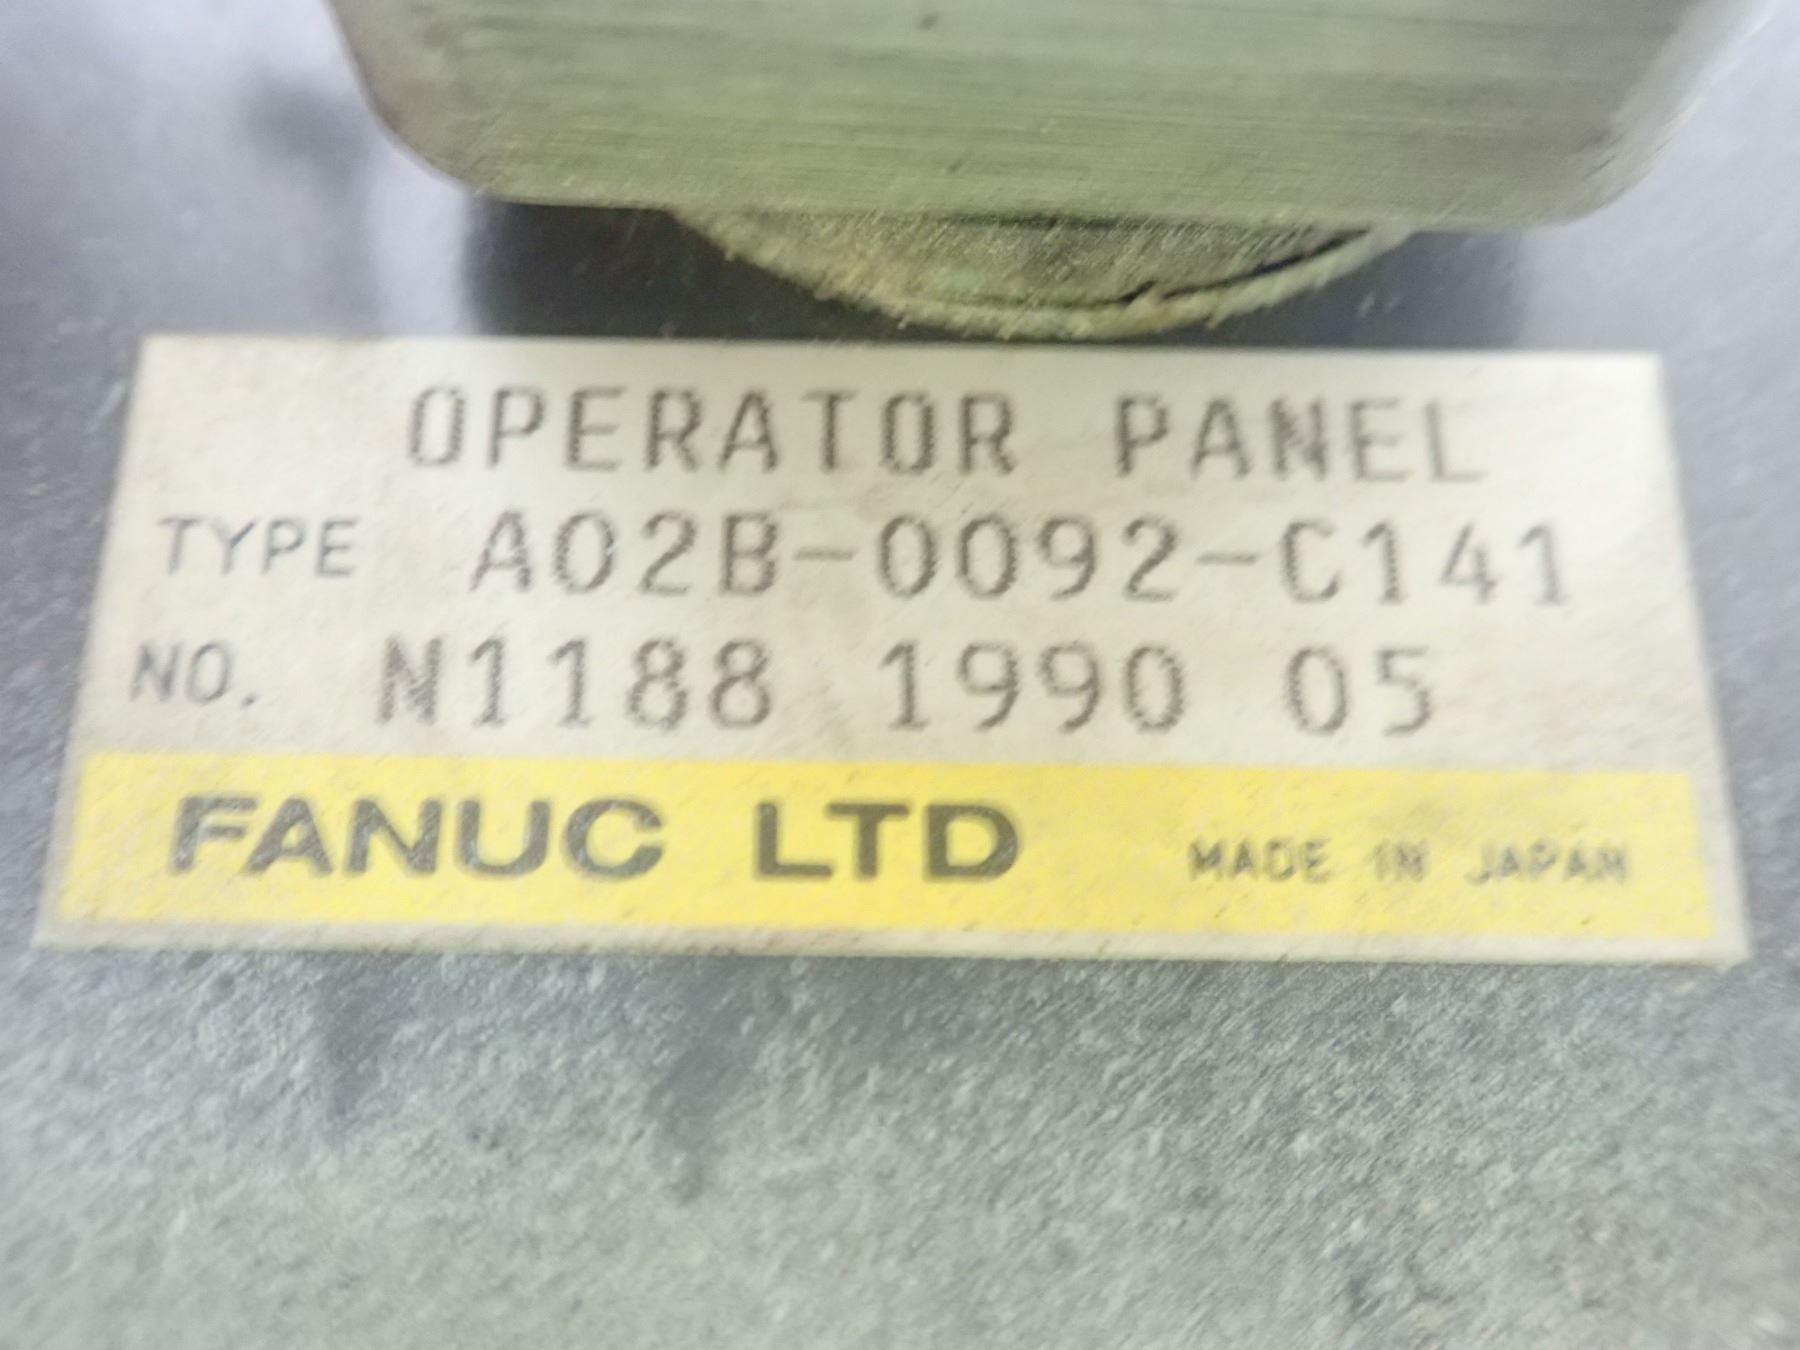 OPERATOR PANEL
TYPE A02B-0092-C141
NO. N1188 1990 05
FANUC LTD MADE IN JAPAN